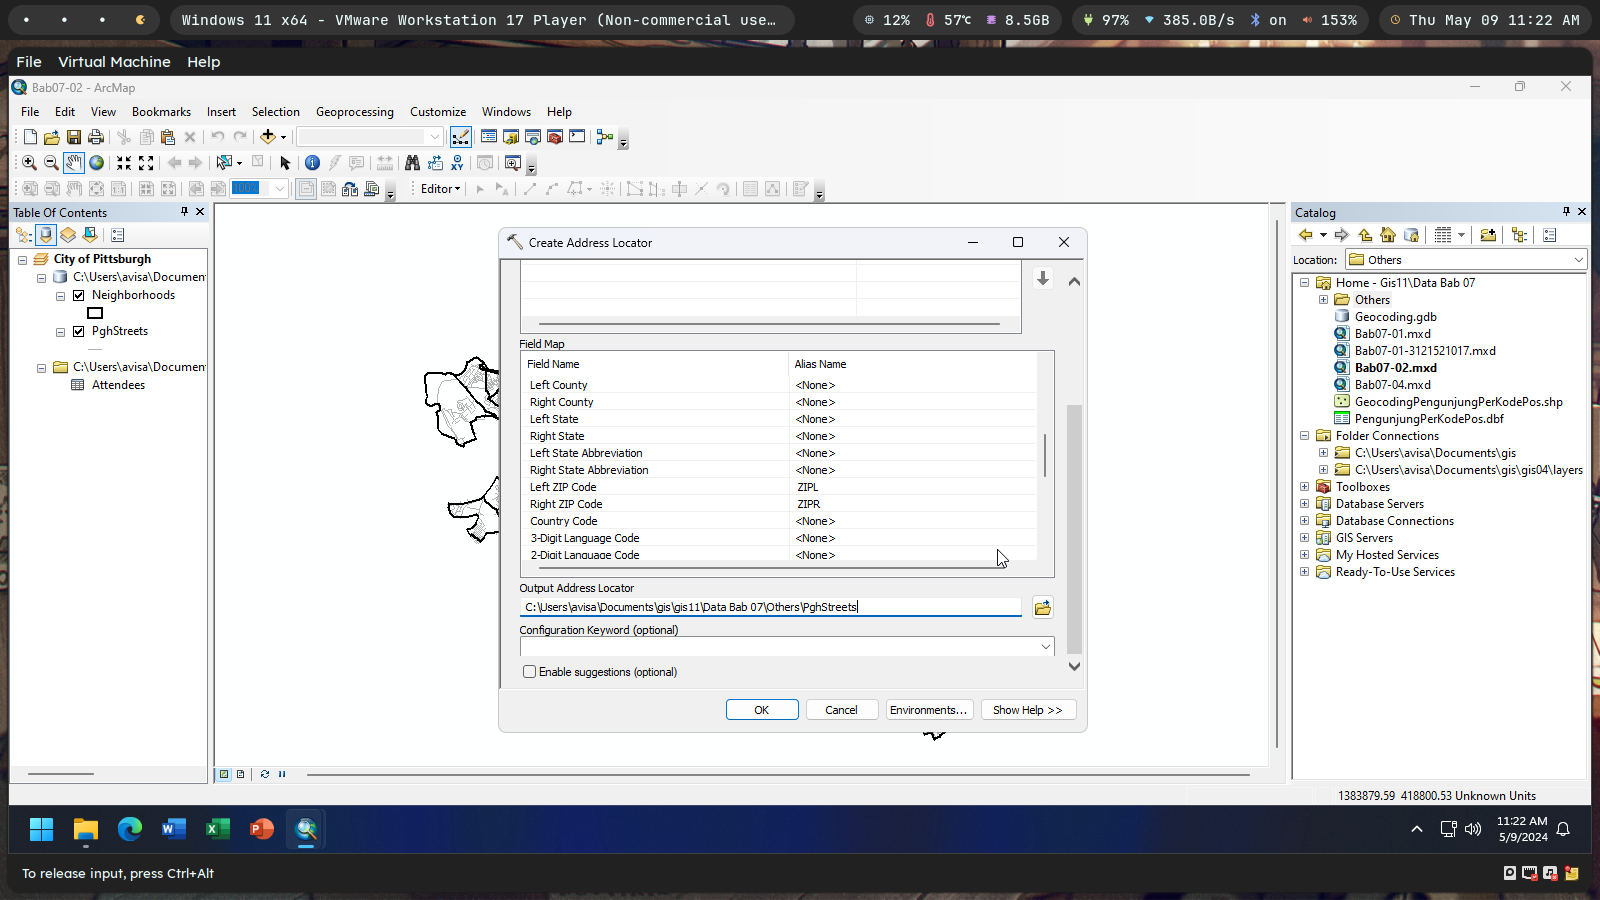 Windows 11 x64 - VMware Workstation 17 Player (Non-commercial use…
12%
57℃
8.5GB
97%
385.0B/s
on
153%
Thu May 09 11:22 AM
File Virtual Machine Help
Bab07-02 - ArcMap
File Edit View Bookmarks Insert Selection Geoprocessing Customize Windows Help
100%
Editor
Table Of Contents
City of Pittsburgh
C:\Users\avisa\Documen
Neighborhoods
PghStreets
C:\Users\avisa\Documen
Attendees
Create Address Locator
Field Map
Field Name Alias Name
Left County <None>
Right County <None>
Left State <None>
Right State <None>
Left State Abbreviation <None>
Right State Abbreviation <None>
Left ZIP Code ZIPL
Right ZIP Code ZIPR
Country Code <None>
3-Digit Language Code <None>
2-Digit Language Code <None>
Output Address Locator
C:\Users\avisa\Documents\gis\gis11\Data Bab 07\Others\PghStreets
Configuration Keyword (optional)
Enable suggestions (optional)
OK Cancel Environments... Show Help >>
Catalog
Location: Others
Home - Gis11\Data Bab 07
Others
Geocoding.gdb
Bab07-01.mxd
Bab07-01-3121521017.mxd
Bab07-02.mxd
Bab07-04.mxd
GeocodingPengunjungPerKodePos.shp
PengunjungPerKodePos.dbf
Folder Connections
C:\Users\avisa\Documents\gis
C:\Users\avisa\Documents\gis\gis04\layers
Toolboxes
Database Servers
Database Connections
GIS Servers
My Hosted Services
Ready-To-Use Services
1383879.59 418800.53 Unknown Units
11:22 AM
5/9/2024
To release input, press Ctrl+Alt